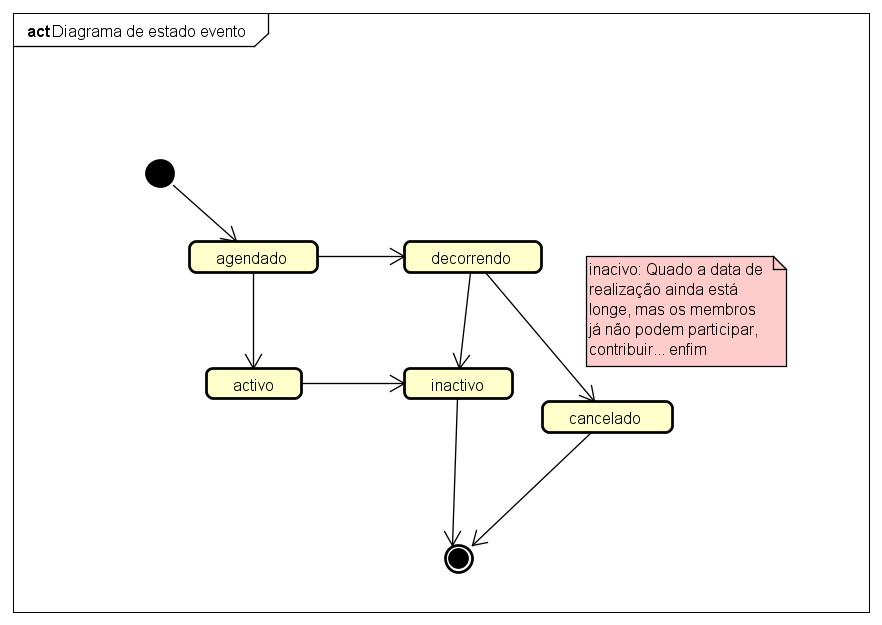 act Diagrama de estado evento
agendado
decorrendo
inacivo: Quado a data de
realização ainda está
longe, mas os membros
já não podem participar,
contribuir... enfim
activo
inactivo
cancelado